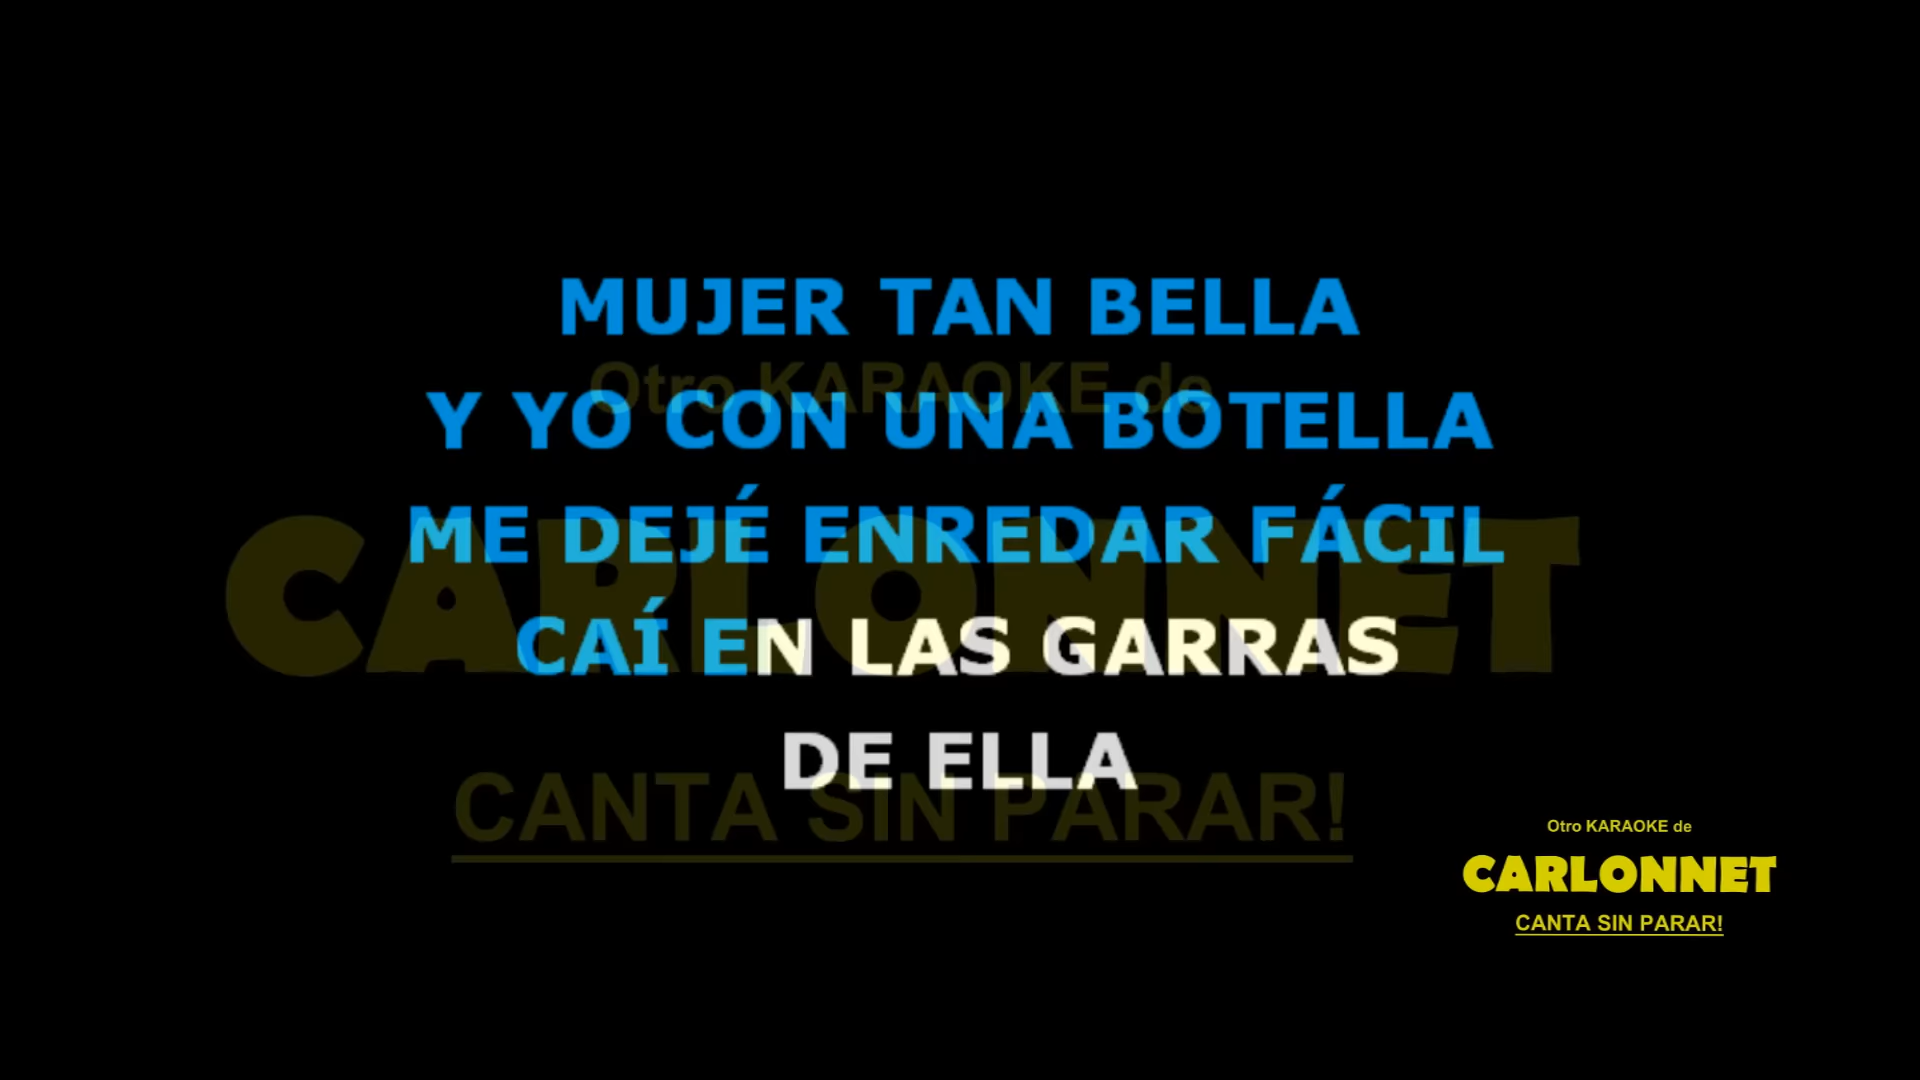 MUJER TAN BELLA
Otro KARAOKE de
Y YO CON UNA BOTELLA
ME DEJÉ ENREDAR FÁCIL
CARLONNET
CAÍ EN LAS GARRAS
DE ELLA
CANTA SIN PARAR!
Otro KARAOKE de
CARLONNET
CANTA SIN PARAR!